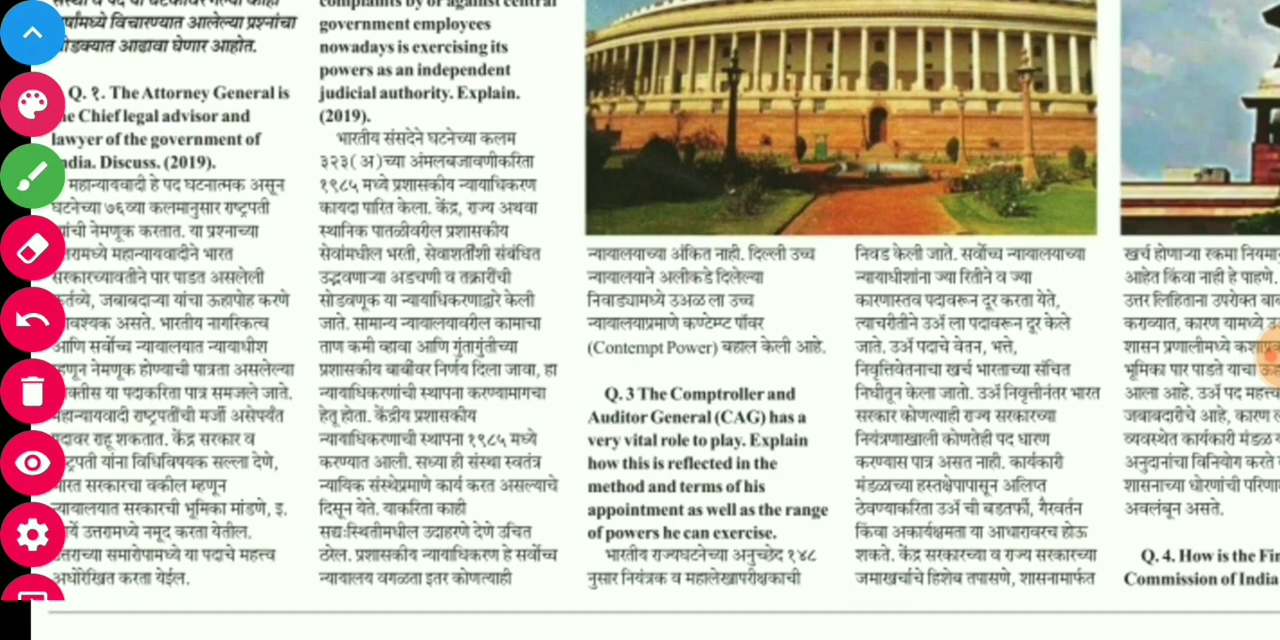 र्षांमध्ये विचारण्यात आलेल्या प्रश्नांचा
डक्यात आढावा घेणार आहोत.
Q. १. The Attorney General is
e Chief legal advisor and
lawyer of the government of
ndia. Discuss. (2019).
महान्यायवादी हे पद घटनात्मक असून
घटनेच्या ७६व्या कलमानुसार राष्ट्रपती
ांची नेमणूक करतात. या प्रश्नाच्या
रामध्ये महान्यायवादीने भारत
सरकारच्यावतीने पार पाडत असलेली
र्तव्ये, जबाबदाऱ्या यांचा ऊहापोह करणे
वश्यक असते. भारतीय नागरिकत्व
आणि सर्वोच्च न्यायालयात न्यायाधीश
हणून नेमणूक होण्याची पात्रता असलेल्या
क्तीस या पदाकरिता पात्र समजले जाते.
महान्यायवादी राष्ट्रपतींची मर्जी असेपर्यंत
पदावर राहू शकतात. केंद्र सरकार व
ट्रपती यांना विधिविषयक सल्ला देणे,
भारत सरकारचा वकील म्हणून
न्यायालयात सरकारची भूमिका मांडणे, इ.
र्ये उत्तरामध्ये नमूद करता येतील.
उत्तराच्या समारोपामध्ये या पदाचे महत्त्व
अधोरेखित करता येईल.
complaints by or against central
government employees
nowadays is exercising its
powers as an independent
judicial authority. Explain.
(2019).
भारतीय संसदेने घटनेच्या कलम
३२३(अ)च्या अंमलबजावणीकरिता
१९८५ मध्ये प्रशासकीय न्यायाधिकरण
कायदा पारित केला. केंद्र, राज्य अथवा
स्थानिक पातळीवरील प्रशासकीय
सेवांमधील भरती, सेवाशर्तींशी संबंधित
उद्भवणाऱ्या अडचणी व तक्रारींची
सोडवणूक या न्यायाधिकरणाद्वारे केली
जाते. सामान्य न्यायालयावरील कामाचा
ताण कमी व्हावा आणि गुंतागुंतीच्या
प्रशासकीय बाबींवर निर्णय दिला जावा, हा
न्यायाधिकरणांची स्थापना करण्यामागचा
हेतू होता. केंद्रीय प्रशासकीय
न्यायाधिकरणाची स्थापना १९८५ मध्ये
करण्यात आली. सध्या ही संस्था स्वतंत्र
न्यायिक संस्थेप्रमाणे कार्य करत असल्याचे
दिसून येते. याकरिता काही
सद्यःस्थितीमधील उदाहरणे देणे उचित
ठरेल. प्रशासकीय न्यायाधिकरण हे सर्वोच्च
न्यायालय वगळता इतर कोणत्याही
न्यायालयाच्या अंकित नाही. दिल्ली उच्च
न्यायालयाने अलीकडे दिलेल्या
निवाड्यामध्ये उअळ ला उच्च
न्यायालयाप्रमाणे कण्टेम्प्ट पॉवर
(Contempt Power) बहाल केली आहे.
Q. 3 The Comptroller and
Auditor General (CAG) has a
very vital role to play. Explain
how this is reflected in the
method and terms of his
appointment as well as the range
of powers he can exercise.
भारतीय राज्यघटनेच्या अनुच्छेद १४८
नुसार नियंत्रक व महालेखापरीक्षकाची
निवड केली जाते. सर्वोच्च न्यायालयाच्या
न्यायाधीशांना ज्या रितीने व ज्या
कारणास्तव पदावरून दूर करता येते,
त्याचरीतीने उॲ ला पदावरून दूर केले
जाते. उॲ पदाचे वेतन, भत्ते,
निवृत्तिवेतनाचा खर्च भारताच्या संचित
निधीतून केला जातो. उॲ निवृत्तीनंतर भारत
सरकार कोणत्याही राज्य सरकारच्या
नियंत्रणाखाली कोणतेही पद धारण
करण्यास पात्र असत नाही. कार्यकारी
मंडळाच्या हस्तक्षेपापासून अलिप्त
ठेवण्याकरिता उॲ ची बडतर्फी, गैरवर्तन
किंवा अकार्यक्षमता या आधारावरच होऊ
शकते. केंद्र सरकारच्या व राज्य सरकारच्या
जमाखर्चाचे हिशेब तपासणे, शासनामार्फत
खर्च होणाऱ्या रकमा नियमा
आहेत किंवा नाही हे पाहणे.
उत्तर लिहिताना उपरोक्त बा
कराव्यात, कारण यामध्ये उ
शासन प्रणालीमध्ये कशाप्र
भूमिका पार पाडते याचा ऊ
आला आहे. उॲ पद महत्त्व
जबाबदारीचे आहे, कारण
व्यवस्थेत कार्यकारी मंडळ
अनुदानांचा विनियोग करते
शासनाच्या धोरणांची परिणा
अवलंबून असते.
Q. 4. How is the Fin
Commission of India